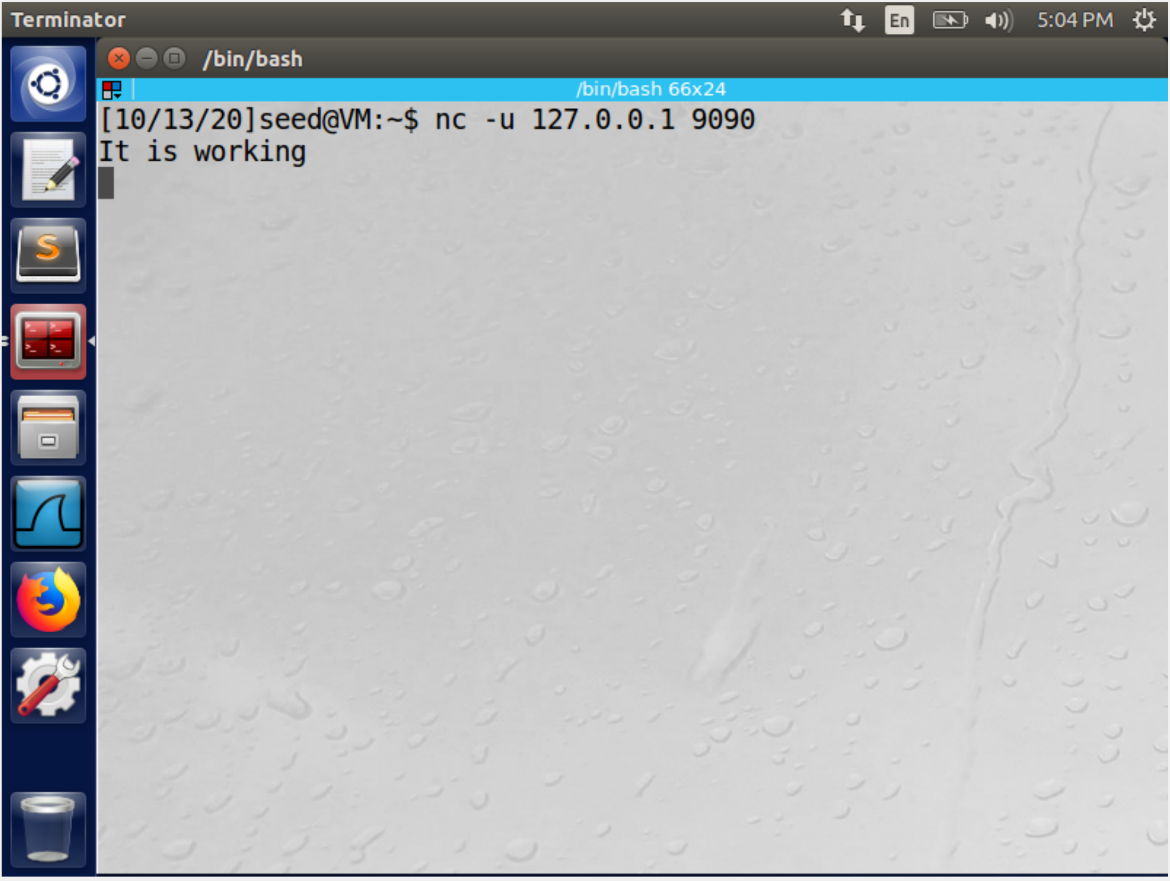 Terminator
En
5:04 PM
/bin/bash
/bin/bash 66x24
[10/13/20]seed@VM:~$ nc -u 127.0.0.1 9090
It is working